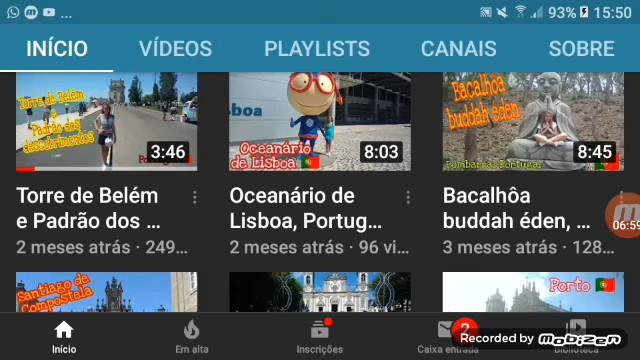 ... 93% 15:50
INÍCIO VÍDEOS PLAYLISTS CANAIS SOBRE
Torre de Belém
e
Padrão dos
descobrimentos
3:46
boa
Oceanário
de Lisboa
8:03
Bacalhôa
buddah éden
Bombarral Portugal
8:45
Torre de Belém
e Padrão dos ...
2 meses atrás · 249...
Oceanário de
Lisboa, Portug...
2 meses atrás · 96 vi...
Bacalhôa
buddah éden, ...
3 meses atrás · 128...
06:59
Santiago de
Compostela
Porto
Início
Em alta
Inscrições
2
Caixa entrada
Biblioteca
Recorded by Mobizen